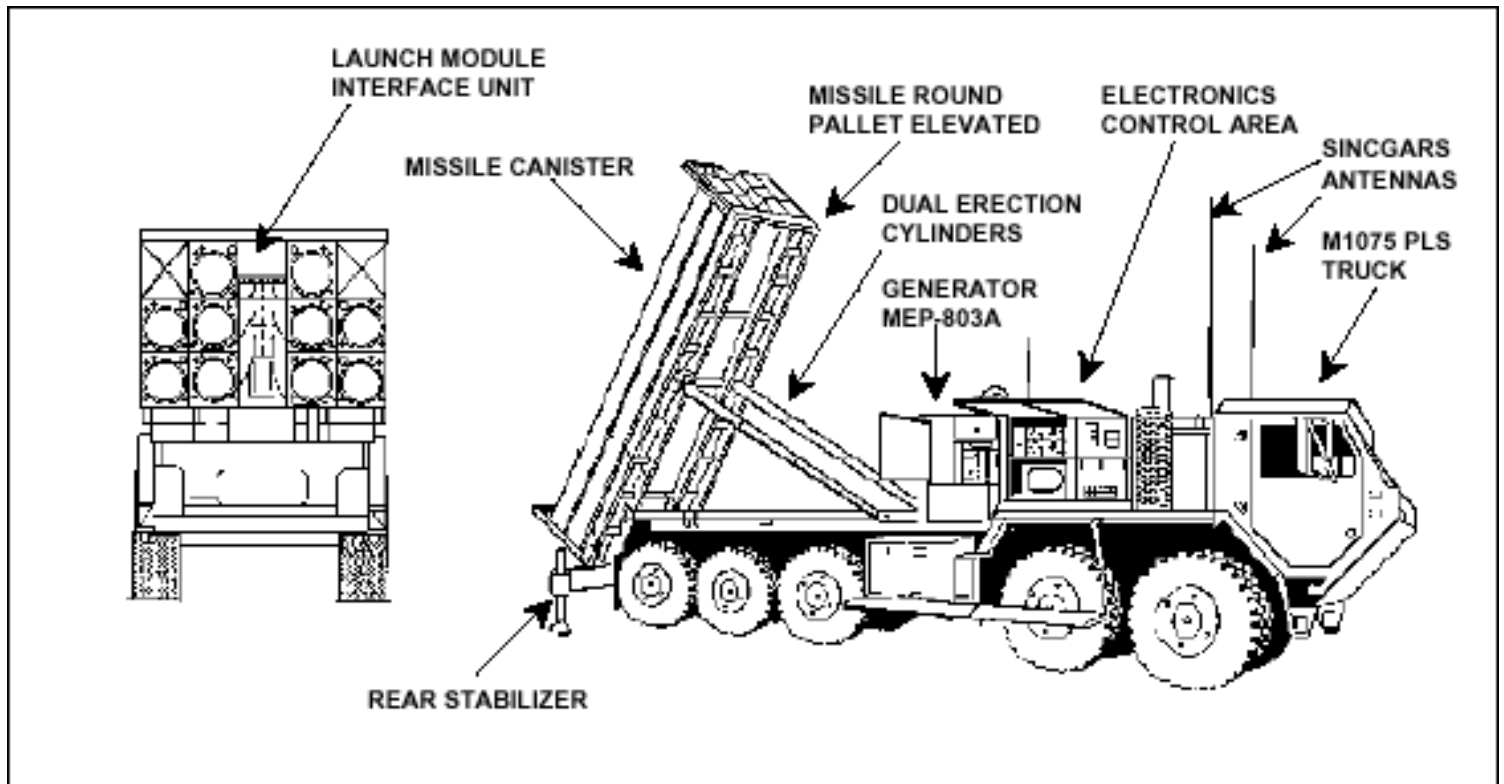 LAUNCH MODULE
INTERFACE UNIT
MISSILE CANISTER
MISSILE ROUND
PALLET ELEVATED
DUAL ERECTION
CYLINDERS
GENERATOR
MEP-803A
ELECTRONICS
CONTROL AREA
SINCGARS
ANTENNAS
M1075 PLS
TRUCK
REAR STABILIZER